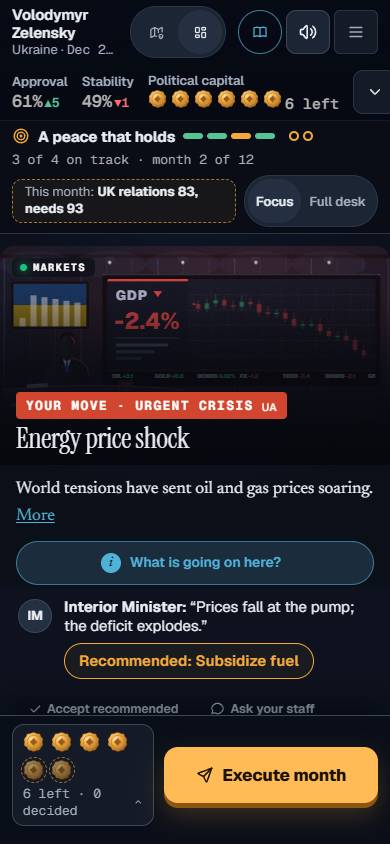 Volodymyr
Zelensky
Ukraine · Dec 2…
Approval
61%▲5
Stability
49%▼1
Political capital
6 left
A peace that holds
3 of 4 on track · month 2 of 12
This month: UK relations 83,
needs 93
Focus
Full desk
MARKETS
GDP ▼
-2.4%
YOUR MOVE · URGENT CRISIS UA
Energy price shock
World tensions have sent oil and gas prices soaring.
More
i What is going on here?
IM
Interior Minister: “Prices fall at the pump;
the deficit explodes.”
Recommended: Subsidize fuel
Accept recommended
Ask your staff
6 left · 0
decided
Execute month